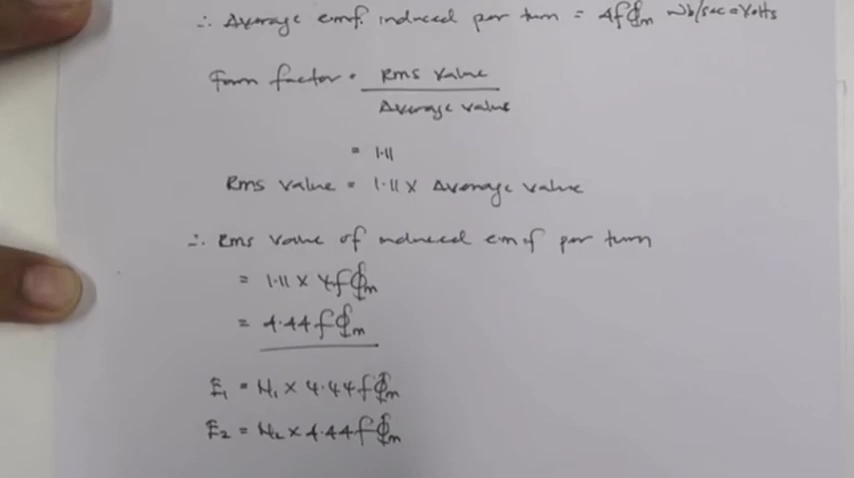 ∴ Average emf. induced per turn = 4fΦm Wb/sec = Volts
Form factor = Rms value
Average value
= 1.11
Rms value = 1.11 × Average value
∴ Rms value of induced emf per turn
= 1.11 × 4fΦm
= 4.44fΦm
E1 = N1 × 4.44fΦm
E2 = N2 × 4.44fΦm